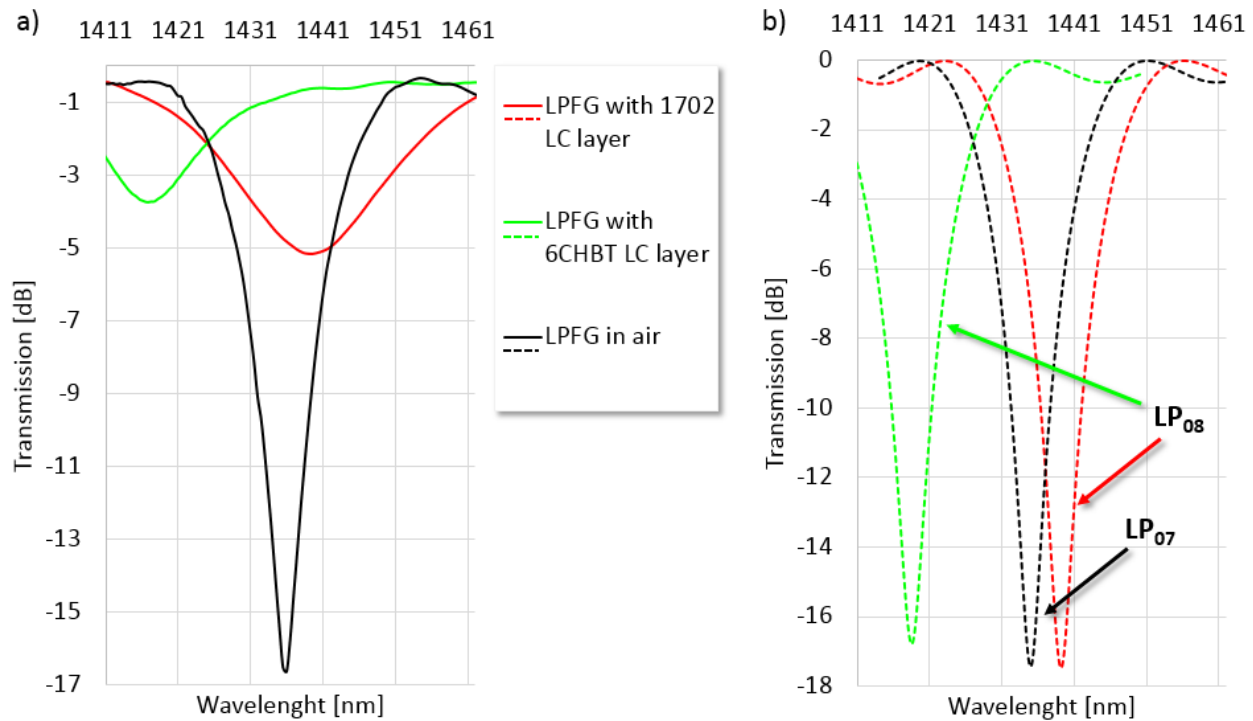 a)
1411 1421 1431 1441 1451 1461
-1
-3
-5
-7
-9
-11
-13
-15
-17
Transmission [dB]
Wavelenght [nm]
LPFG with 1702
LC layer
LPFG with
6CHBT LC layer
LPFG in air
b)
1411 1421 1431 1441 1451 1461
0
-2
-4
-6
-8
-10
-12
-14
-16
-18
Transmission [dB]
Wavelenght [nm]
LP08
LP07